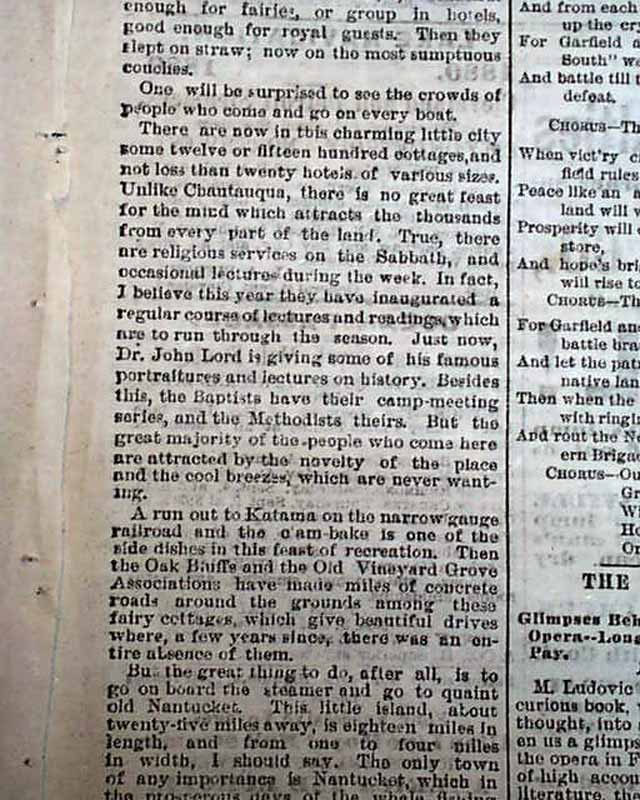 enough for fairies, or group in hotels,
good enough for royal guests. Then they
slept on straw; now on the most sumptuous
couches.
One will be surprised to see the crowds of
people who come and go on every boat.
There are now in this charming little city
some twelve or fifteen hundred cottages, and
not less than twenty hotels of various sizes.
Unlike Chautauqua, there is no great feast
for the mind which attracts the thousands
from every part of the land. True, there
are religious services on the Sabbath, and
occasional lectures during the week. In fact,
I believe this year they have inaugurated a
regular course of lectures and readings, which
are to run through the season. Just now,
Dr. John Lord is giving some of his famous
portraitures and lectures on history. Besides
this, the Baptists have their camp-meeting
series, and the Methodists theirs. But the
great majority of the people who come here
are attracted by the novelty of the place
and the cool breezes, which are never want-
ing.
A run out to Katama on the narrow gauge
railroad and the clam-bake is one of the
side dishes in this feast of recreation. Then
the Oak Bluffs and the Old Vineyard Grove
Associations have made miles of concrete
roads around the grounds among these
fairy cottages, which give beautiful drives
where, a few years since, there was an en-
tire absence of them.
But the great thing to do, after all, is to
go on board the steamer and go to quaint
old Nantucket. This little island, about
twenty-five miles away, is eighteen miles in
length, and from one to four miles
in width, I should say. The only town
of any importance is Nantucket, which in
the prosperous days of the whale
And from each
up the
For Garfield a
South" we
And battle till
defeat.
CHORUS—Th
When vict'ry
field rules
Peace like an a
land will
Prosperity will
store,
And hope's bri
will rise to
CHORUS—Th
For Garfield and
battle bra
And let the pat
native lan
Then when the
with ringi
And rout the
ern Briga
CHORUS—Ou
Gr
Wi
Ho
Or
THE
Glimpses Beh
Opera--Long
Pay.
M. Ludovic
curious book,
thought, into
en us a glimps
the opera in F
of high accou
literature, th